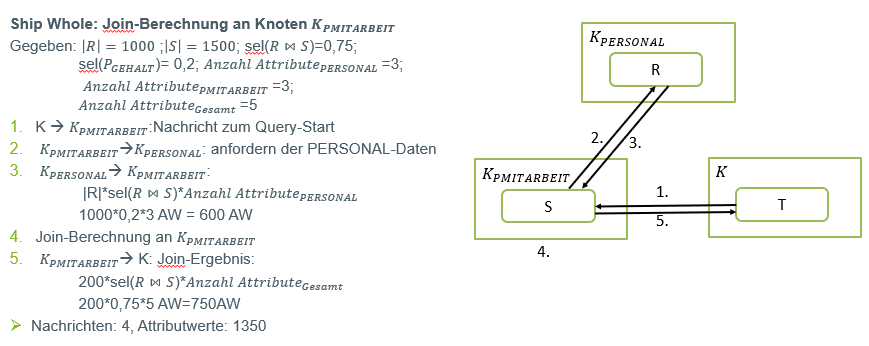 Ship Whole: Join-Berechnung an Knoten K_PMITARBEIT
Gegeben: |R| = 1000 ;|S| = 1500; sel(R ⋈ S)=0,75;
sel(P_GEHALT)= 0,2; Anzahl Attribute_PERSONAL =3;
Anzahl Attribute_PMITARBEIT =3;
Anzahl Attribute_Gesamt =5
1. K → K_PMITARBEIT:Nachricht zum Query-Start
2. K_PMITARBEIT→K_PERSONAL: anfordern der PERSONAL-Daten
3. K_PERSONAL→ K_PMITARBEIT:
|R|*sel(R ⋈ S)*Anzahl Attribute_PERSONAL
1000*0,2*3 AW = 600 AW
4. Join-Berechnung an K_PMITARBEIT
5. K_PMITARBEIT→ K: Join-Ergebnis:
200*sel(R ⋈ S)*Anzahl Attribute_Gesamt
200*0,75*5 AW=750AW
➢ Nachrichten: 4, Attributwerte: 1350
K_PERSONAL
R
2.
3.
K_PMITARBEIT
S
1.
5.
K
T
4.